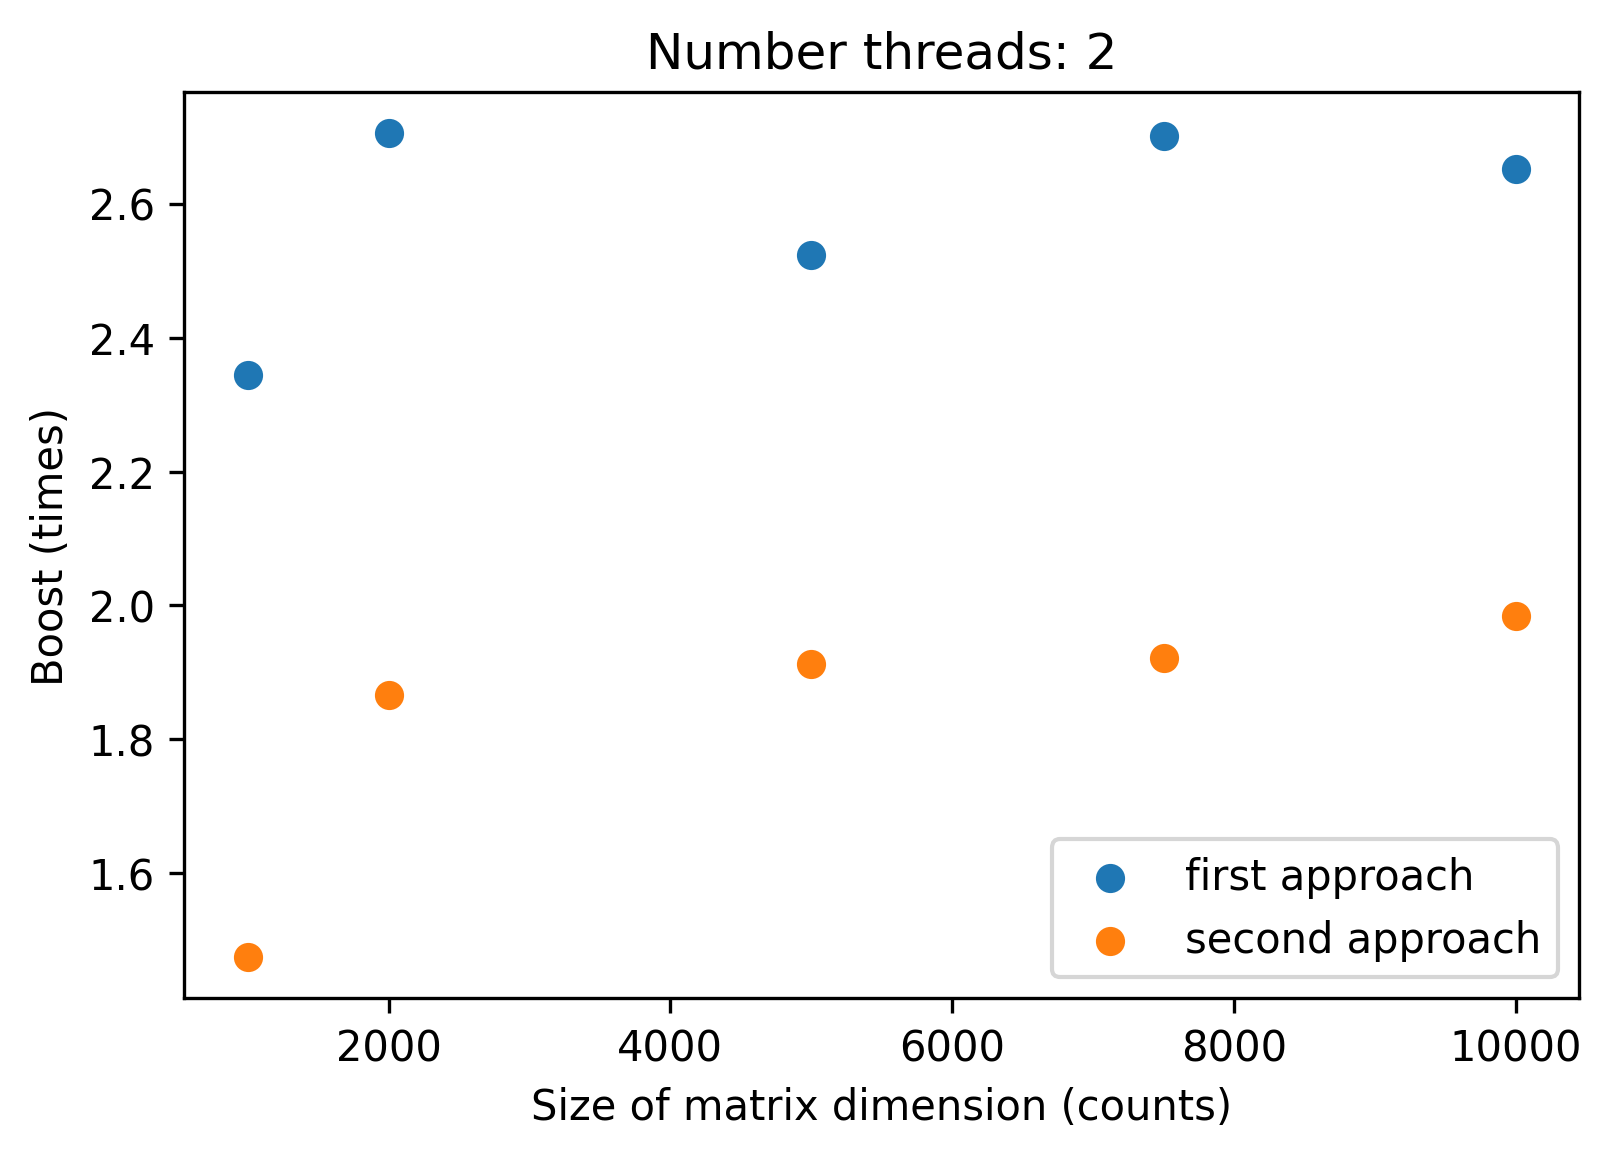 Number threads: 2
Boost (times)
2.6
2.4
2.2
2.0
1.8
1.6
first approach
second approach
2000 4000 6000 8000 10000
Size of matrix dimension (counts)